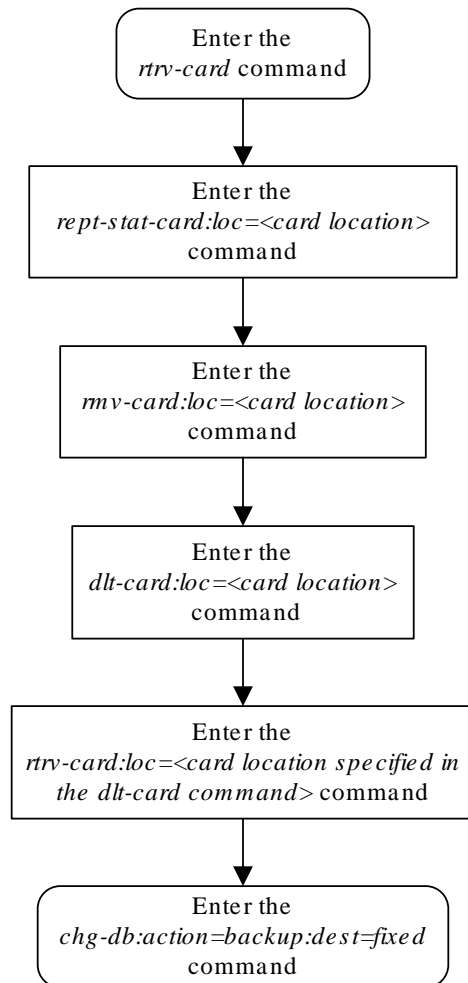 Enter the
rtrv-card command
Enter the
rept-stat-card:loc=<card location>
command
Enter the
rmv-card:loc=<card location>
command
Enter the
dlt-card:loc=<card location>
command
Enter the
rtrv-card:loc=<card location specified in
the dlt-card command> command
Enter the
chg-db:action=backup:dest=fixed
command